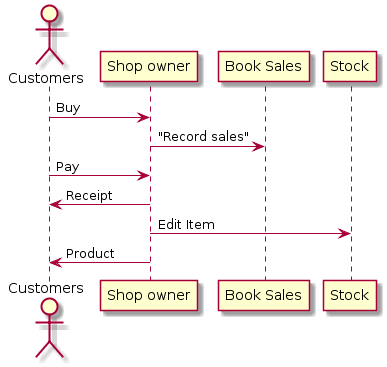 Customers
Shop owner
Book Sales
Stock
Buy
"Record sales"
Pay
Receipt
Edit Item
Product
Customers
Shop owner
Book Sales
Stock